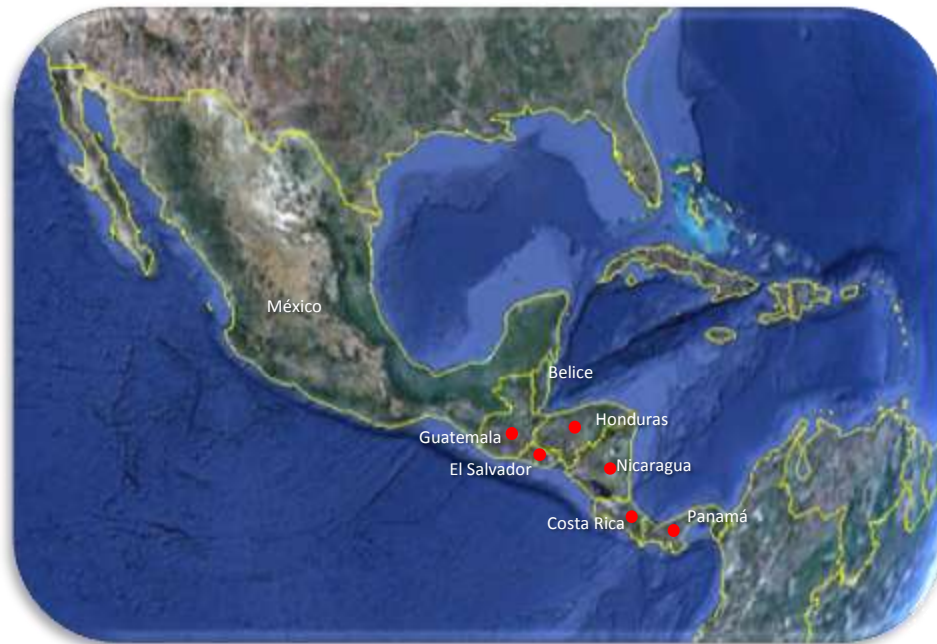 México
Belice
Honduras
Guatemala
El Salvador
Nicaragua
Costa Rica
Panamá